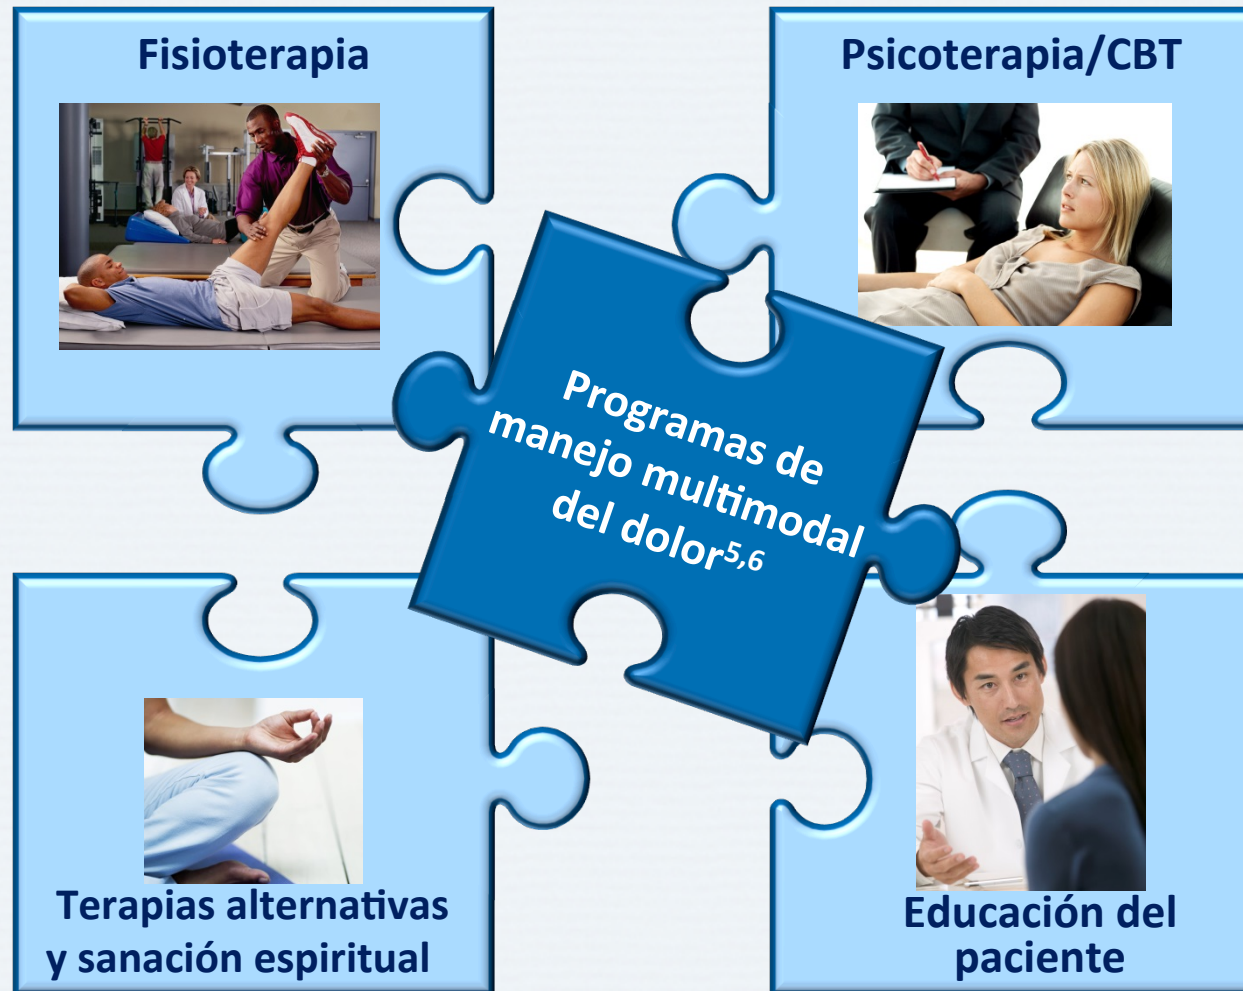 Fisioterapia
Psicoterapia/CBT
Programas de
manejo multimodal
del dolor5,6
Terapias alternativas
y sanación espiritual
Educación del
paciente